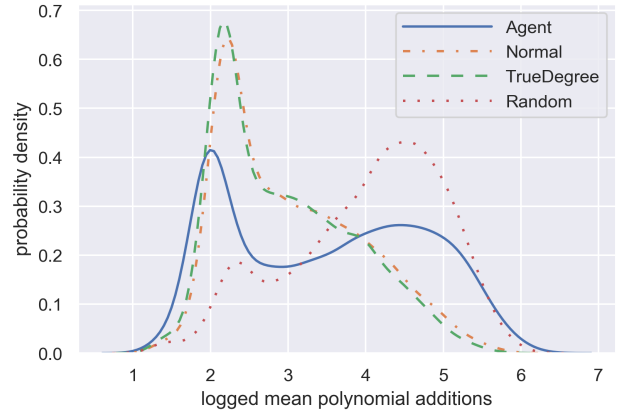 0.7
0.6
0.5
0.4
0.3
0.2
0.1
0.0
probability density
Agent
Normal
TrueDegree
Random
1 2 3 4 5 6 7
logged mean polynomial additions